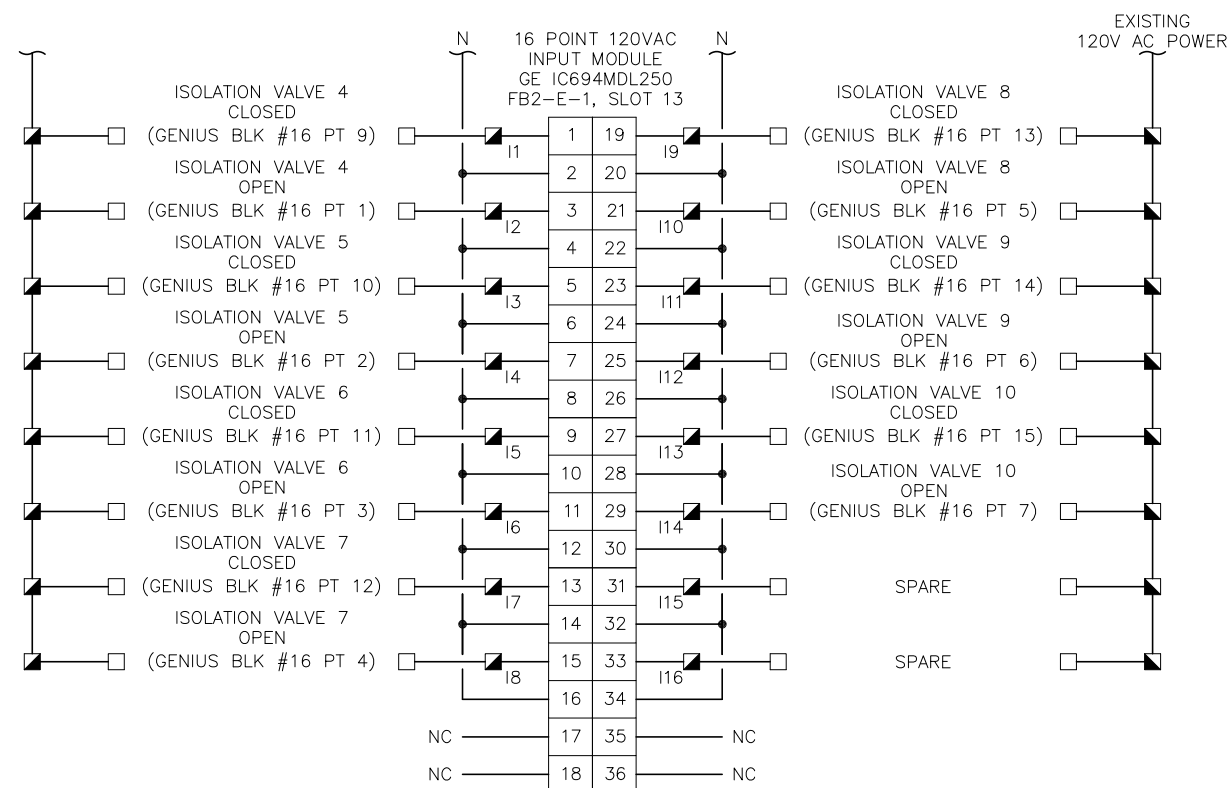 EXISTING
120V AC POWER
N
16 POINT 120VAC
INPUT MODULE
GE IC694MDL250
FB2-E-1, SLOT 13
N
ISOLATION VALVE 4
CLOSED
(GENIUS BLK #16 PT 9)
I1
1
19
I9
ISOLATION VALVE 8
CLOSED
(GENIUS BLK #16 PT 13)
2
20
ISOLATION VALVE 4
OPEN
(GENIUS BLK #16 PT 1)
I2
3
21
I10
ISOLATION VALVE 8
OPEN
(GENIUS BLK #16 PT 5)
4
22
ISOLATION VALVE 5
CLOSED
(GENIUS BLK #16 PT 10)
I3
5
23
I11
ISOLATION VALVE 9
CLOSED
(GENIUS BLK #16 PT 14)
6
24
ISOLATION VALVE 5
OPEN
(GENIUS BLK #16 PT 2)
I4
7
25
I12
ISOLATION VALVE 9
OPEN
(GENIUS BLK #16 PT 6)
8
26
ISOLATION VALVE 6
CLOSED
(GENIUS BLK #16 PT 11)
I5
9
27
I13
ISOLATION VALVE 10
CLOSED
(GENIUS BLK #16 PT 15)
10
28
ISOLATION VALVE 6
OPEN
(GENIUS BLK #16 PT 3)
I6
11
29
I14
ISOLATION VALVE 10
OPEN
(GENIUS BLK #16 PT 7)
12
30
ISOLATION VALVE 7
CLOSED
(GENIUS BLK #16 PT 12)
I7
13
31
I15
SPARE
14
32
ISOLATION VALVE 7
OPEN
(GENIUS BLK #16 PT 4)
I8
15
33
I16
SPARE
16
34
NC
17
35
NC
NC
18
36
NC